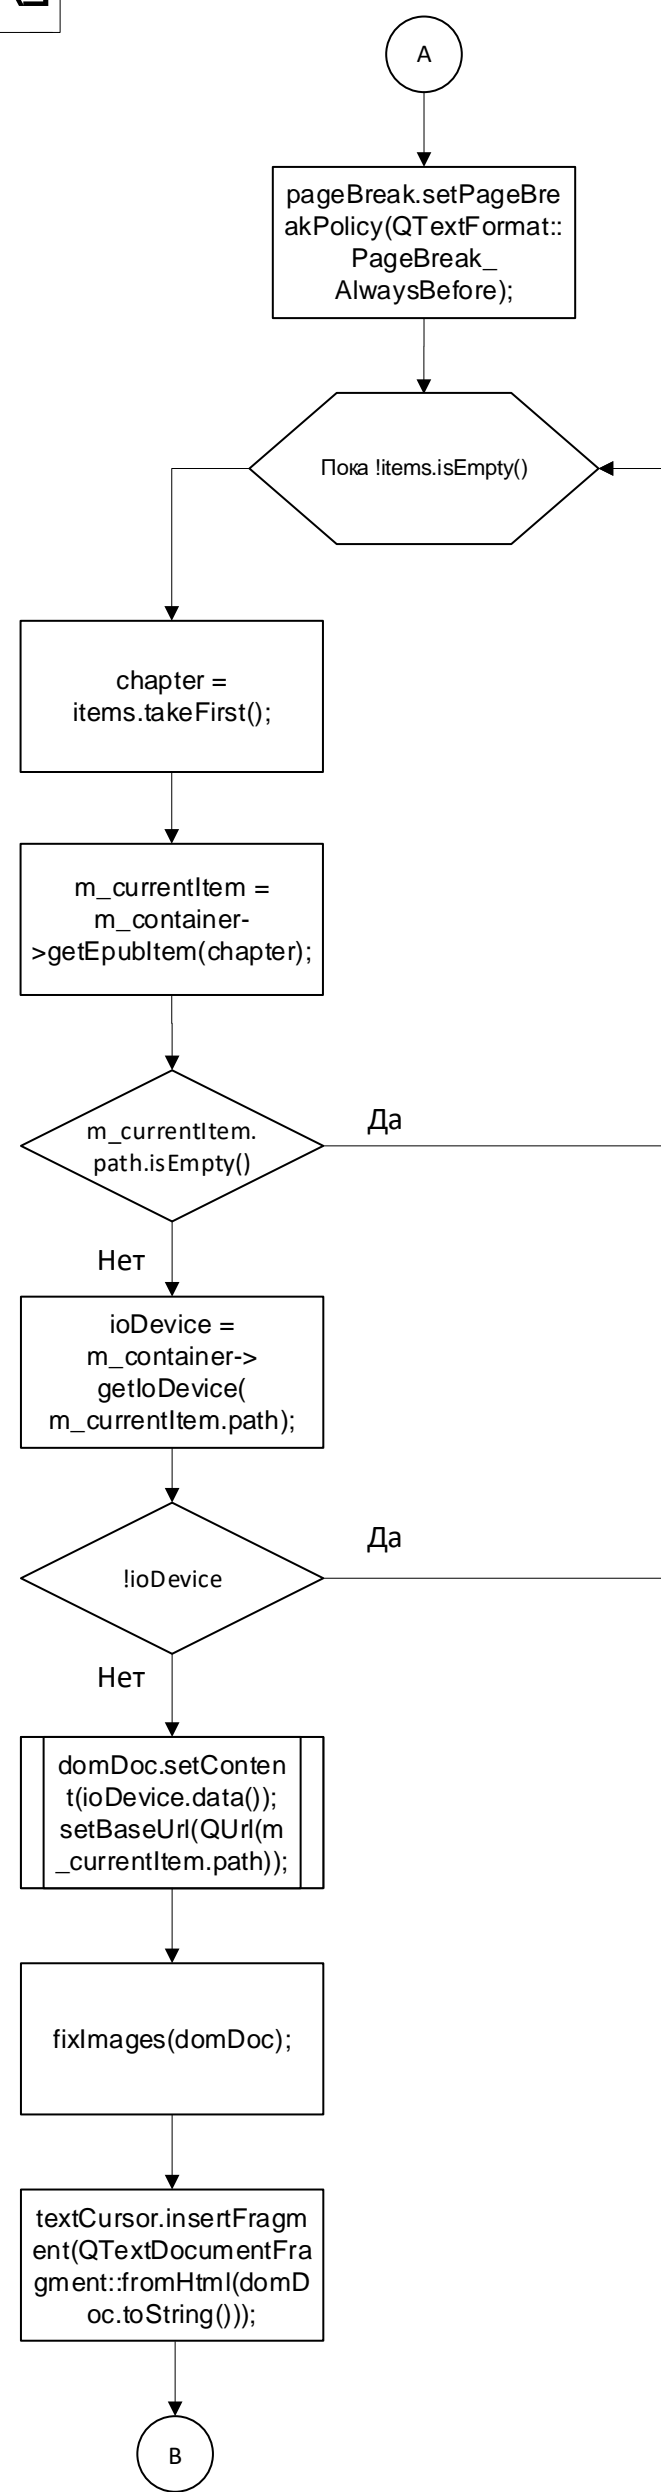 A
pageBreak.setPageBre
akPolicy(QTextFormat::
PageBreak_
AlwaysBefore);
Пока !items.isEmpty()
chapter =
items.takeFirst();
m_currentItem =
m_container-
>getEpubItem(chapter);
m_currentItem.
path.isEmpty()
Да
Нет
ioDevice =
m_container->
getIoDevice(
m_currentItem.path);
!ioDevice
Да
Нет
domDoc.setConten
t(ioDevice.data());
setBaseUrl(QUrl(m
_currentItem.path));
fixImages(domDoc);
textCursor.insertFragm
ent(QTextDocumentFra
gment::fromHtml(domD
oc.toString()));
B